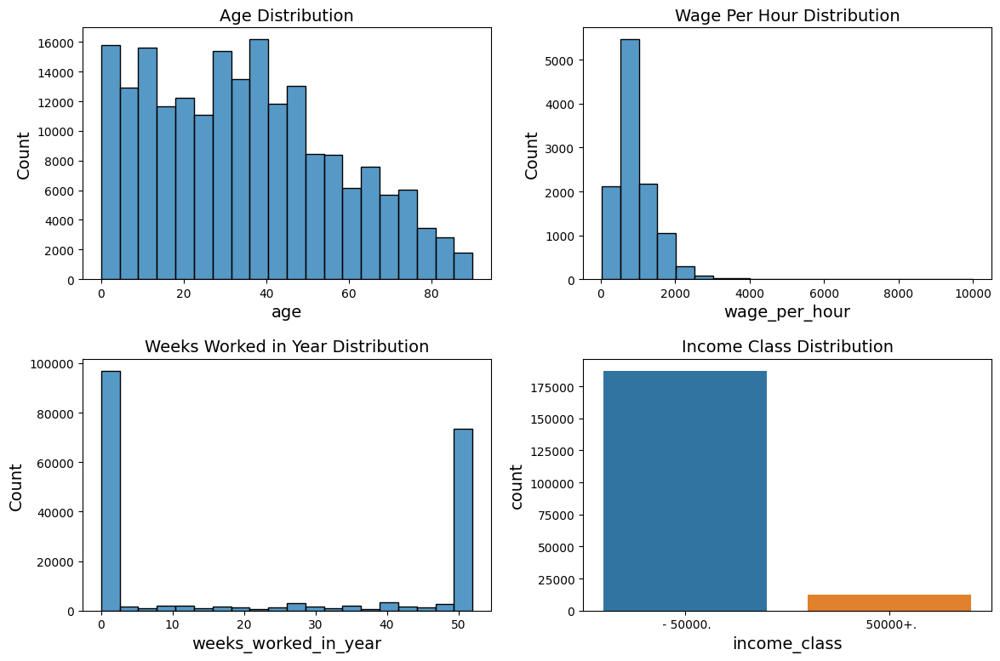 Age Distribution
16000
14000
12000
10000
8000
6000
4000
2000
0
Count
0 20 40 60 80
age
Wage Per Hour Distribution
5000
4000
3000
2000
1000
0
Count
0 2000 4000 6000 8000 10000
wage_per_hour
Weeks Worked in Year Distribution
100000
80000
60000
40000
20000
0
Count
0 10 20 30 40 50
weeks_worked_in_year
Income Class Distribution
175000
150000
125000
100000
75000
50000
25000
0
count
- 50000. 50000+.
income_class